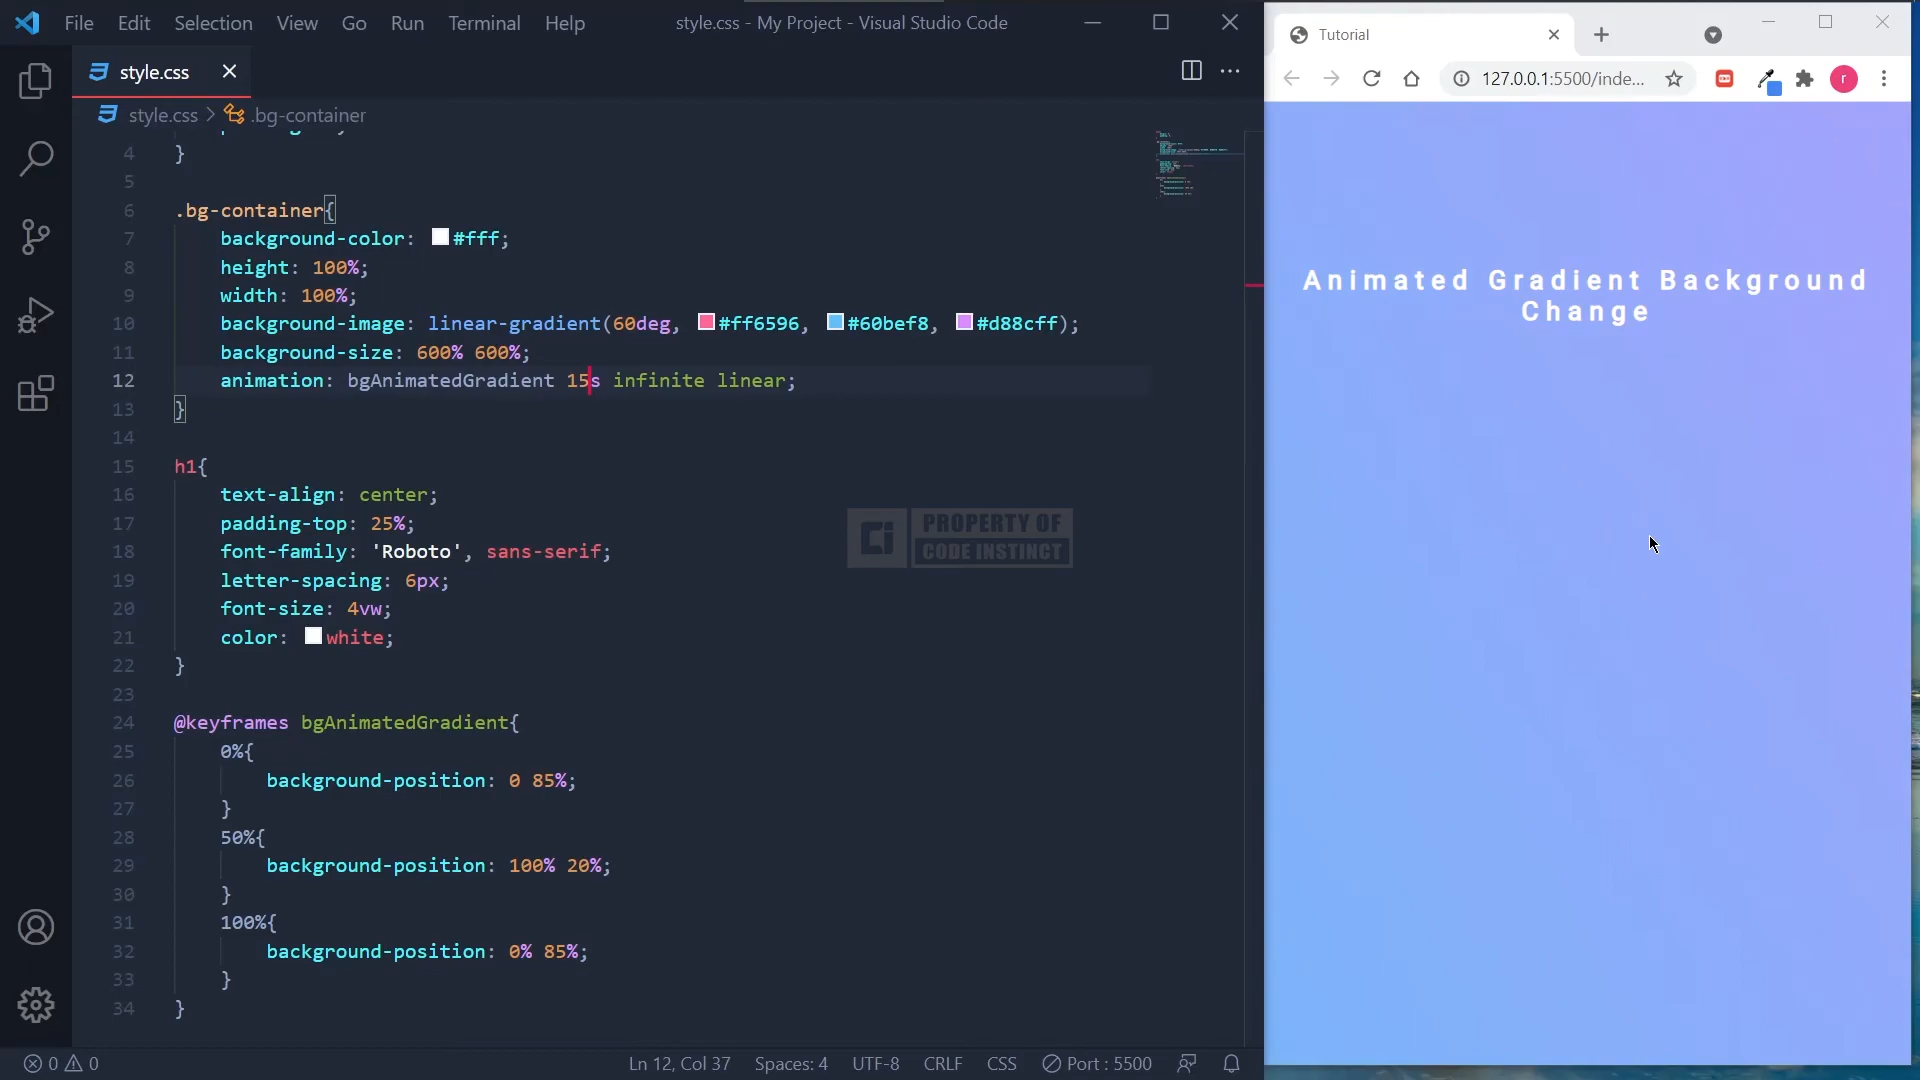 File Edit Selection View Go Run Terminal Help
style.css - My Project - Visual Studio Code
style.css
style.css > .bg-container
4 }
5
6 .bg-container{
7 background-color: #fff;
8 height: 100%;
9 width: 100%;
10 background-image: linear-gradient(60deg, #ff6596, #60bef8, #d88cff);
11 background-size: 600% 600%;
12 animation: bgAnimatedGradient 15s infinite linear;
13 }
14
15 h1{
16 text-align: center;
17 padding-top: 25%;
18 font-family: 'Roboto', sans-serif;
19 letter-spacing: 6px;
20 font-size: 4vw;
21 color: white;
22 }
23
24 @keyframes bgAnimatedGradient{
25 0%{
26 background-position: 0 85%;
27 }
28 50%{
29 background-position: 100% 20%;
30 }
31 100%{
32 background-position: 0% 85%;
33 }
34 }
PROPERTY OF
CODE INSTINCT
0 0
Ln 12, Col 37 Spaces: 4 UTF-8 CRLF CSS Port : 5500
Tutorial
127.0.0.1:5500/inde...
r
Animated Gradient Background
Change